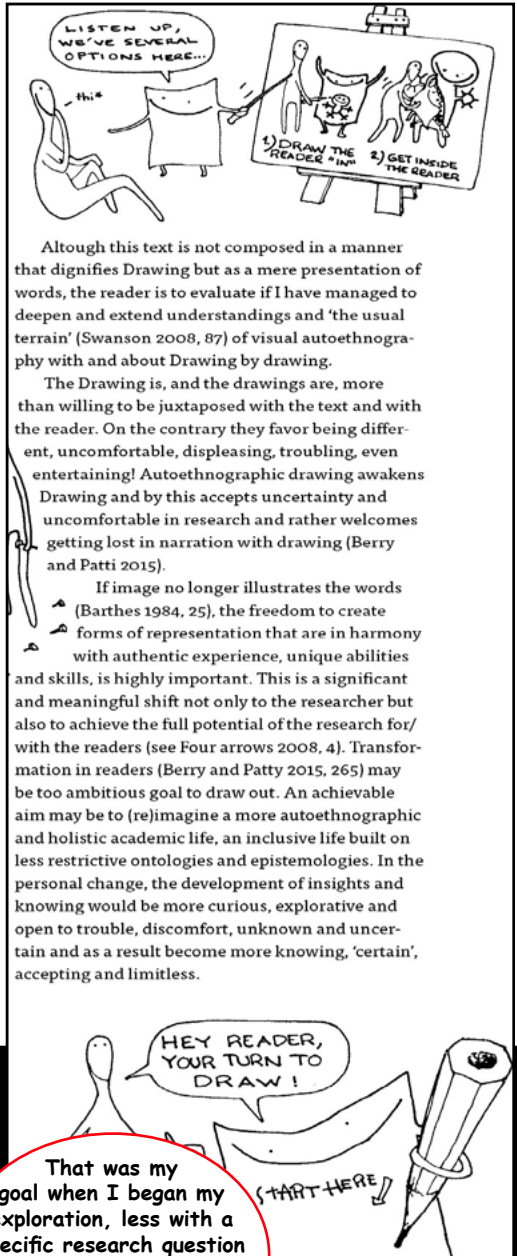 LISTEN UP,
WE'VE SEVERAL
OPTIONS HERE...
1) DRAW THE
READER "IN"
2) GET INSIDE
THE READER
Altough this text is not composed in a manner
that dignifies Drawing but as a mere presentation of
words, the reader is to evaluate if I have managed to
deepen and extend understandings and ‘the usual
terrain’ (Swanson 2008, 87) of visual autoethnogra-
phy with and about Drawing by drawing.
The Drawing is, and the drawings are, more
than willing to be juxtaposed with the text and with
the reader. On the contrary they favor being differ-
ent, uncomfortable, displeasing, troubling, even
entertaining! Autoethnographic drawing awakens
Drawing and by this accepts uncertainty and
uncomfortable in research and rather welcomes
getting lost in narration with drawing (Berry
and Patti 2015).
If image no longer illustrates the words
(Barthes 1984, 25), the freedom to create
forms of representation that are in harmony
with authentic experience, unique abilities
and skills, is highly important. This is a significant
and meaningful shift not only to the researcher but
also to achieve the full potential of the research for/
with the readers (see Four arrows 2008, 4). Transfor-
mation in readers (Berry and Patty 2015, 265) may
be too ambitious goal to draw out. An achievable
aim may be to (re)imagine a more autoethnographic
and holistic academic life, an inclusive life built on
less restrictive ontologies and epistemologies. In the
personal change, the development of insights and
knowing would be more curious, explorative and
open to trouble, discomfort, unknown and uncer-
tain and as a result become more knowing, ‘certain’,
accepting and limitless.
HEY READER,
YOUR TURN TO
DRAW!
START HERE
That was my
goal when I began my
exploration, less with a
research question